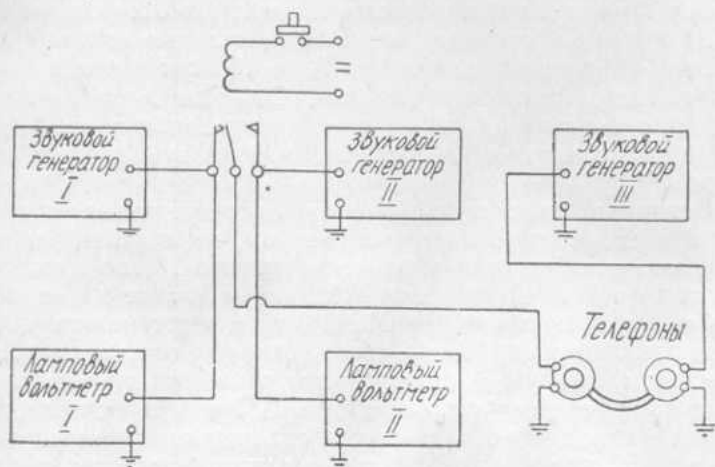 Звуковой
генератор
I
Звуковой
генератор
II
Звуковой
генератор
III
Телефоны
Ламповый
вольтметр
I
Ламповый
вольтметр
II